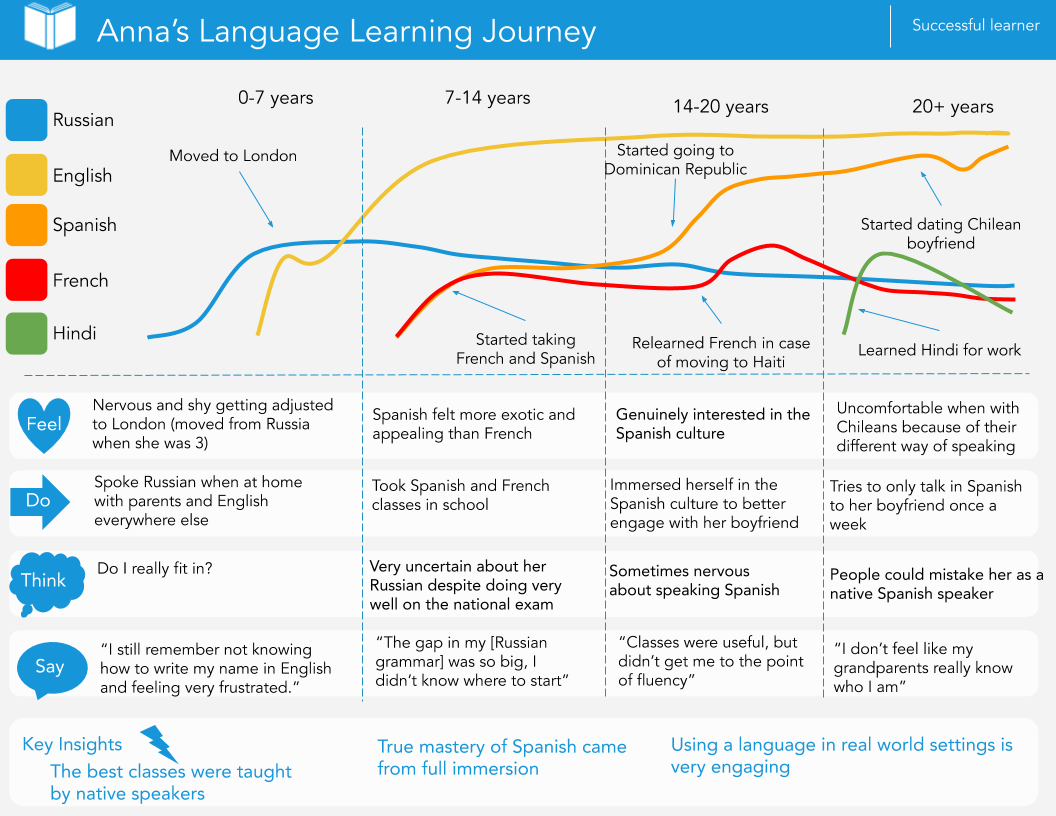 Anna’s Language Learning Journey
Successful learner
0-7 years
7-14 years
14-20 years
20+ years
Russian
English
Spanish
French
Hindi
Moved to London
Started going to
Dominican Republic
Started dating Chilean
boyfriend
Started taking
French and Spanish
Relearned French in case
of moving to Haiti
Learned Hindi for work
Feel
Nervous and shy getting adjusted
to London (moved from Russia
when she was 3)
Spanish felt more exotic and
appealing than French
Genuinely interested in the
Spanish culture
Uncomfortable when with
Chileans because of their
different way of speaking
Do
Spoke Russian when at home
with parents and English
everywhere else
Took Spanish and French
classes in school
Immersed herself in the
Spanish culture to better
engage with her boyfriend
Tries to only talk in Spanish
to her boyfriend once a
week
Think
Do I really fit in?
Very uncertain about her
Russian despite doing very
well on the national exam
Sometimes nervous
about speaking Spanish
People could mistake her as a
native Spanish speaker
Say
“I still remember not knowing
how to write my name in English
and feeling very frustrated.”
“The gap in my [Russian
grammar] was so big, I
didn’t know where to start”
“Classes were useful, but
didn’t get me to the point
of fluency”
“I don’t feel like my
grandparents really know
who I am”
Key Insights
The best classes were taught
by native speakers
True mastery of Spanish came
from full immersion
Using a language in real world settings is
very engaging